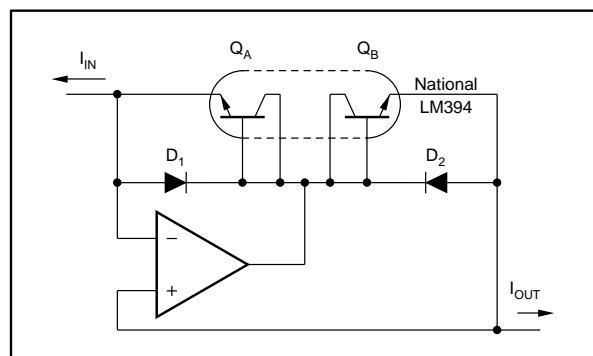 Q_A
Q_B
I_IN
National
LM394
D_1
D_2
−
+
I_OUT